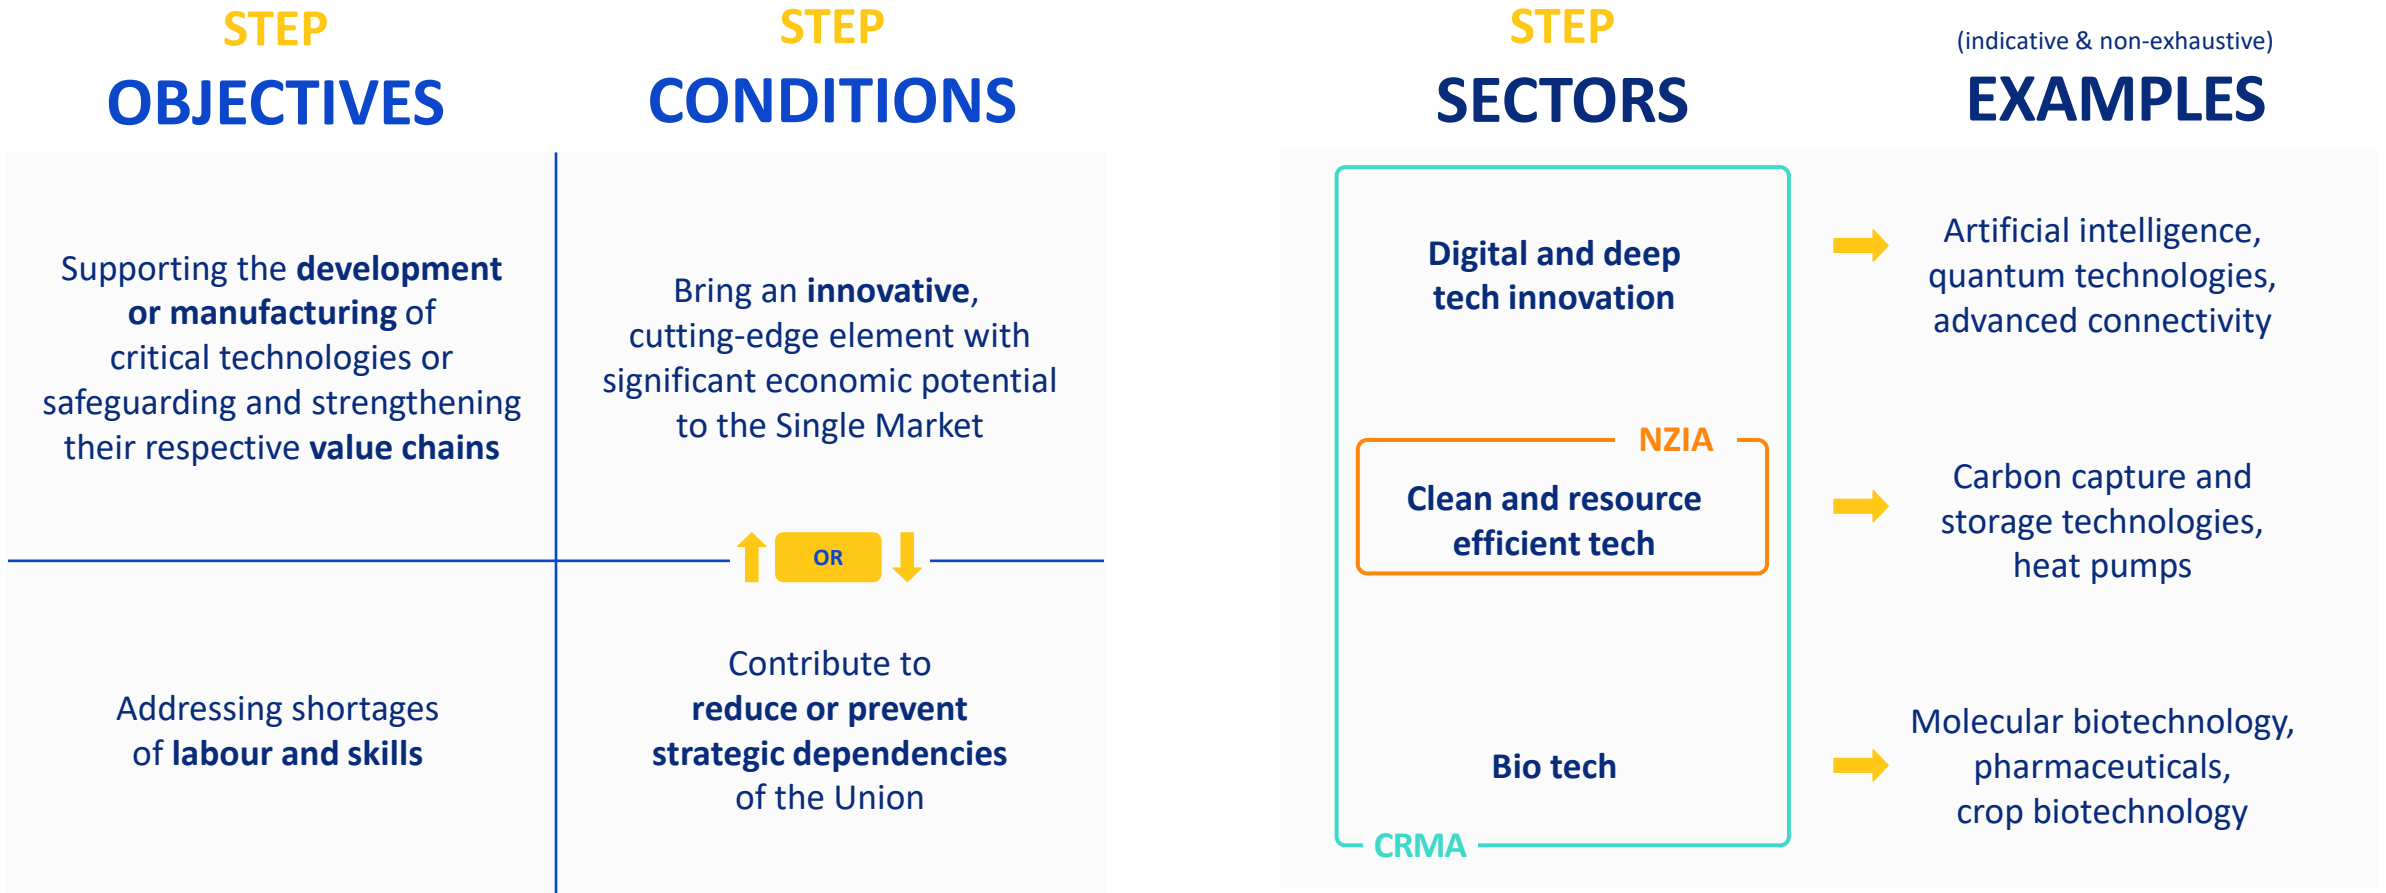 STEP
OBJECTIVES
Supporting the development
or manufacturing of
critical technologies or
safeguarding and strengthening
their respective value chains
Addressing shortages
of labour and skills
STEP
CONDITIONS
Bring an innovative,
cutting-edge element with
significant economic potential
to the Single Market
OR
Contribute to
reduce or prevent
strategic dependencies
of the Union
STEP
SECTORS
(indicative & non-exhaustive)
EXAMPLES
Digital and deep
tech innovation
Artificial intelligence,
quantum technologies,
advanced connectivity
NZIA
Clean and resource
efficient tech
Carbon capture and
storage technologies,
heat pumps
Bio tech
Molecular biotechnology,
pharmaceuticals,
crop biotechnology
CRMA